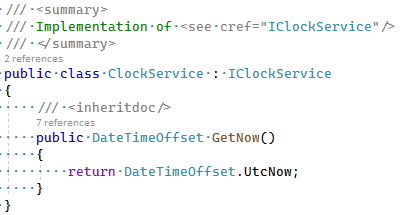 /// <summary>
/// Implementation of <see cref="IClockService"/>
/// </summary>
2 references
public class ClockService : IClockService
{
/// <inheritdoc/>
7 references
public DateTimeOffset GetNow()
{
return DateTimeOffset.UtcNow;
}
}